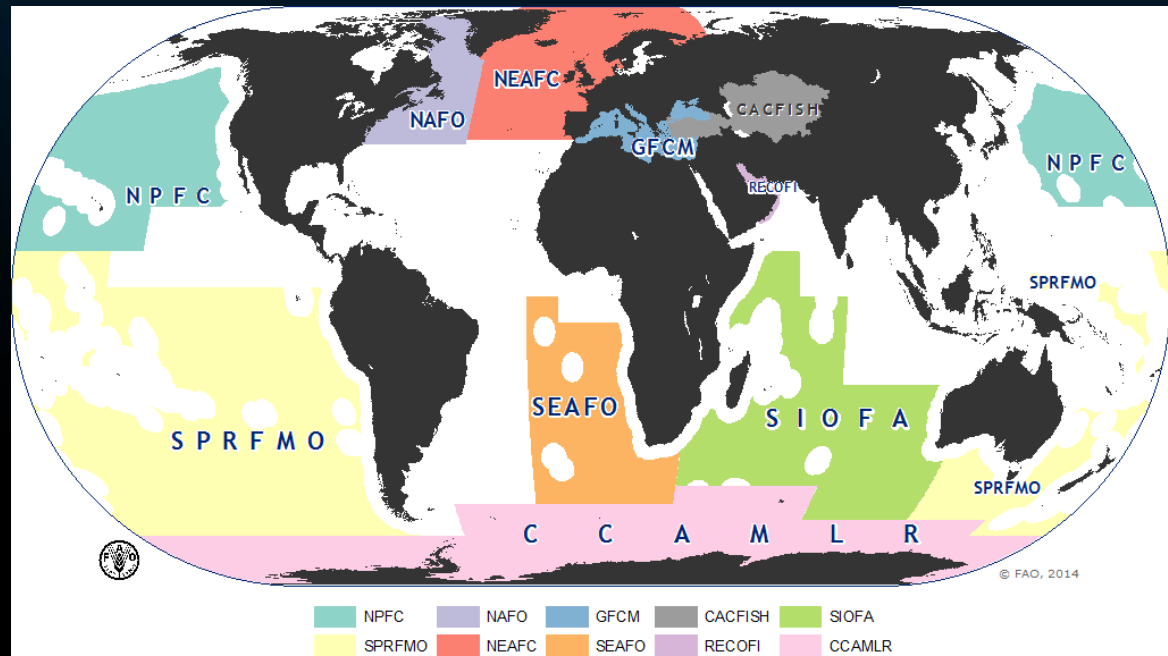 NEAFC
NAFO
CACFISH
GFCM
NPFC
NPFC
RECOFI
SPRFMO
SEAFO
SIOFA
SPRFMO
SPRFMO
CCAMLR
FAO
© FAO, 2014
NPFC NAFO GFCM CACFISH SIOFA
SPRFMO NEAFC SEAFO RECOFI CCAMLR